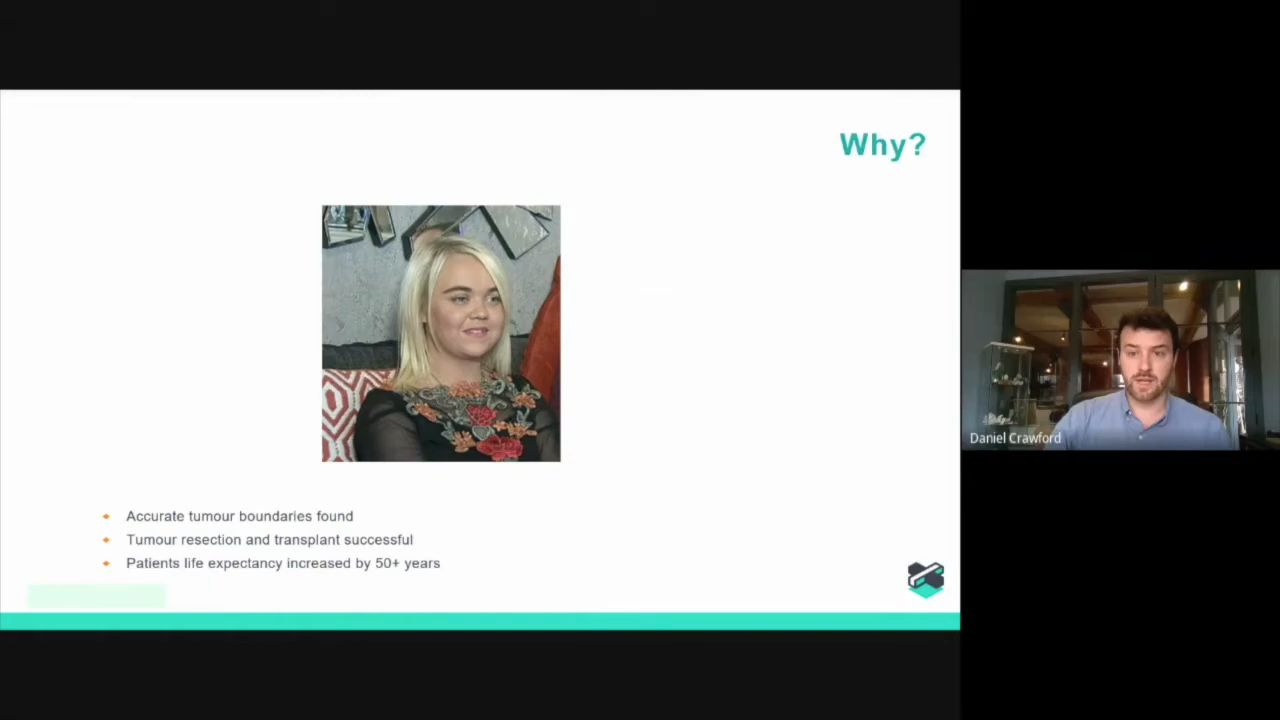 Why?
Accurate tumour boundaries found
Tumour resection and transplant successful
Patients life expectancy increased by 50+ years
Daniel Crawford